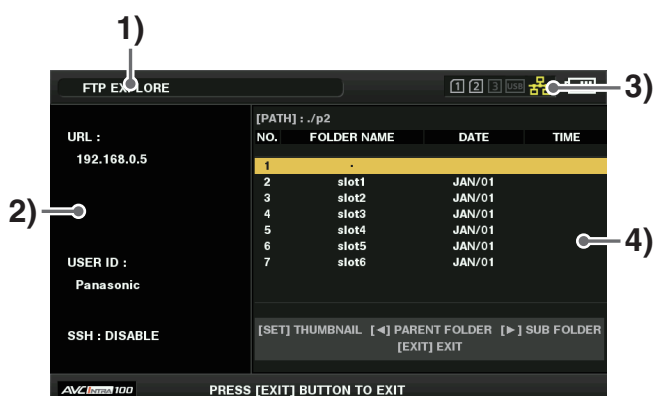 1)
FTP EXPLORE
1 2 3 USB
3)
[PATH] : ./p2
URL :
NO. FOLDER NAME DATE TIME
192.168.0.5
1 .
2 slot1 JAN/01
3 slot2 JAN/01
2)
4 slot3 JAN/01
5 slot4 JAN/01
4)
6 slot5 JAN/01
USER ID :
7 slot6 JAN/01
Panasonic
SSH : DISABLE
[SET] THUMBNAIL [◄] PARENT FOLDER [►] SUB FOLDER
[EXIT] EXIT
AVC INTRA 100
PRESS [EXIT] BUTTON TO EXIT